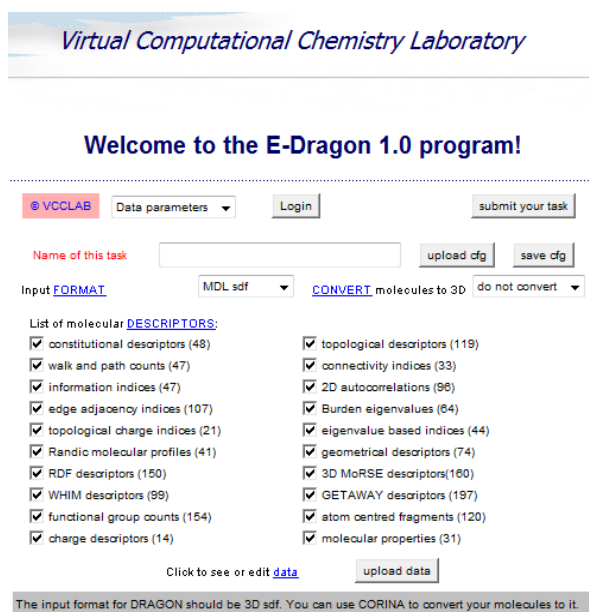 Virtual Computational Chemistry Laboratory
Welcome to the E-Dragon 1.0 program!
© VCCLAB Data parameters Login submit your task
Name of this task upload cfg save cfg
Input FORMAT MDL sdf CONVERT molecules to 3D do not convert
List of molecular DESCRIPTORS:
constitutional descriptors (48) topological descriptors (119)
walk and path counts (47) connectivity indices (33)
information indices (47) 2D autocorrelations (96)
edge adjacency indices (107) Burden eigenvalues (64)
topological charge indices (21) eigenvalue based indices (44)
Randic molecular profiles (41) geometrical descriptors (74)
RDF descriptors (150) 3D MoRSE descriptors(160)
WHIM descriptors (99) GETAWAY descriptors (197)
functional group counts (154) atom centred fragments (120)
charge descriptors (14) molecular properties (31)
Click to see or edit data upload data
The input format for DRAGON should be 3D sdf. You can use CORINA to convert your molecules to it.